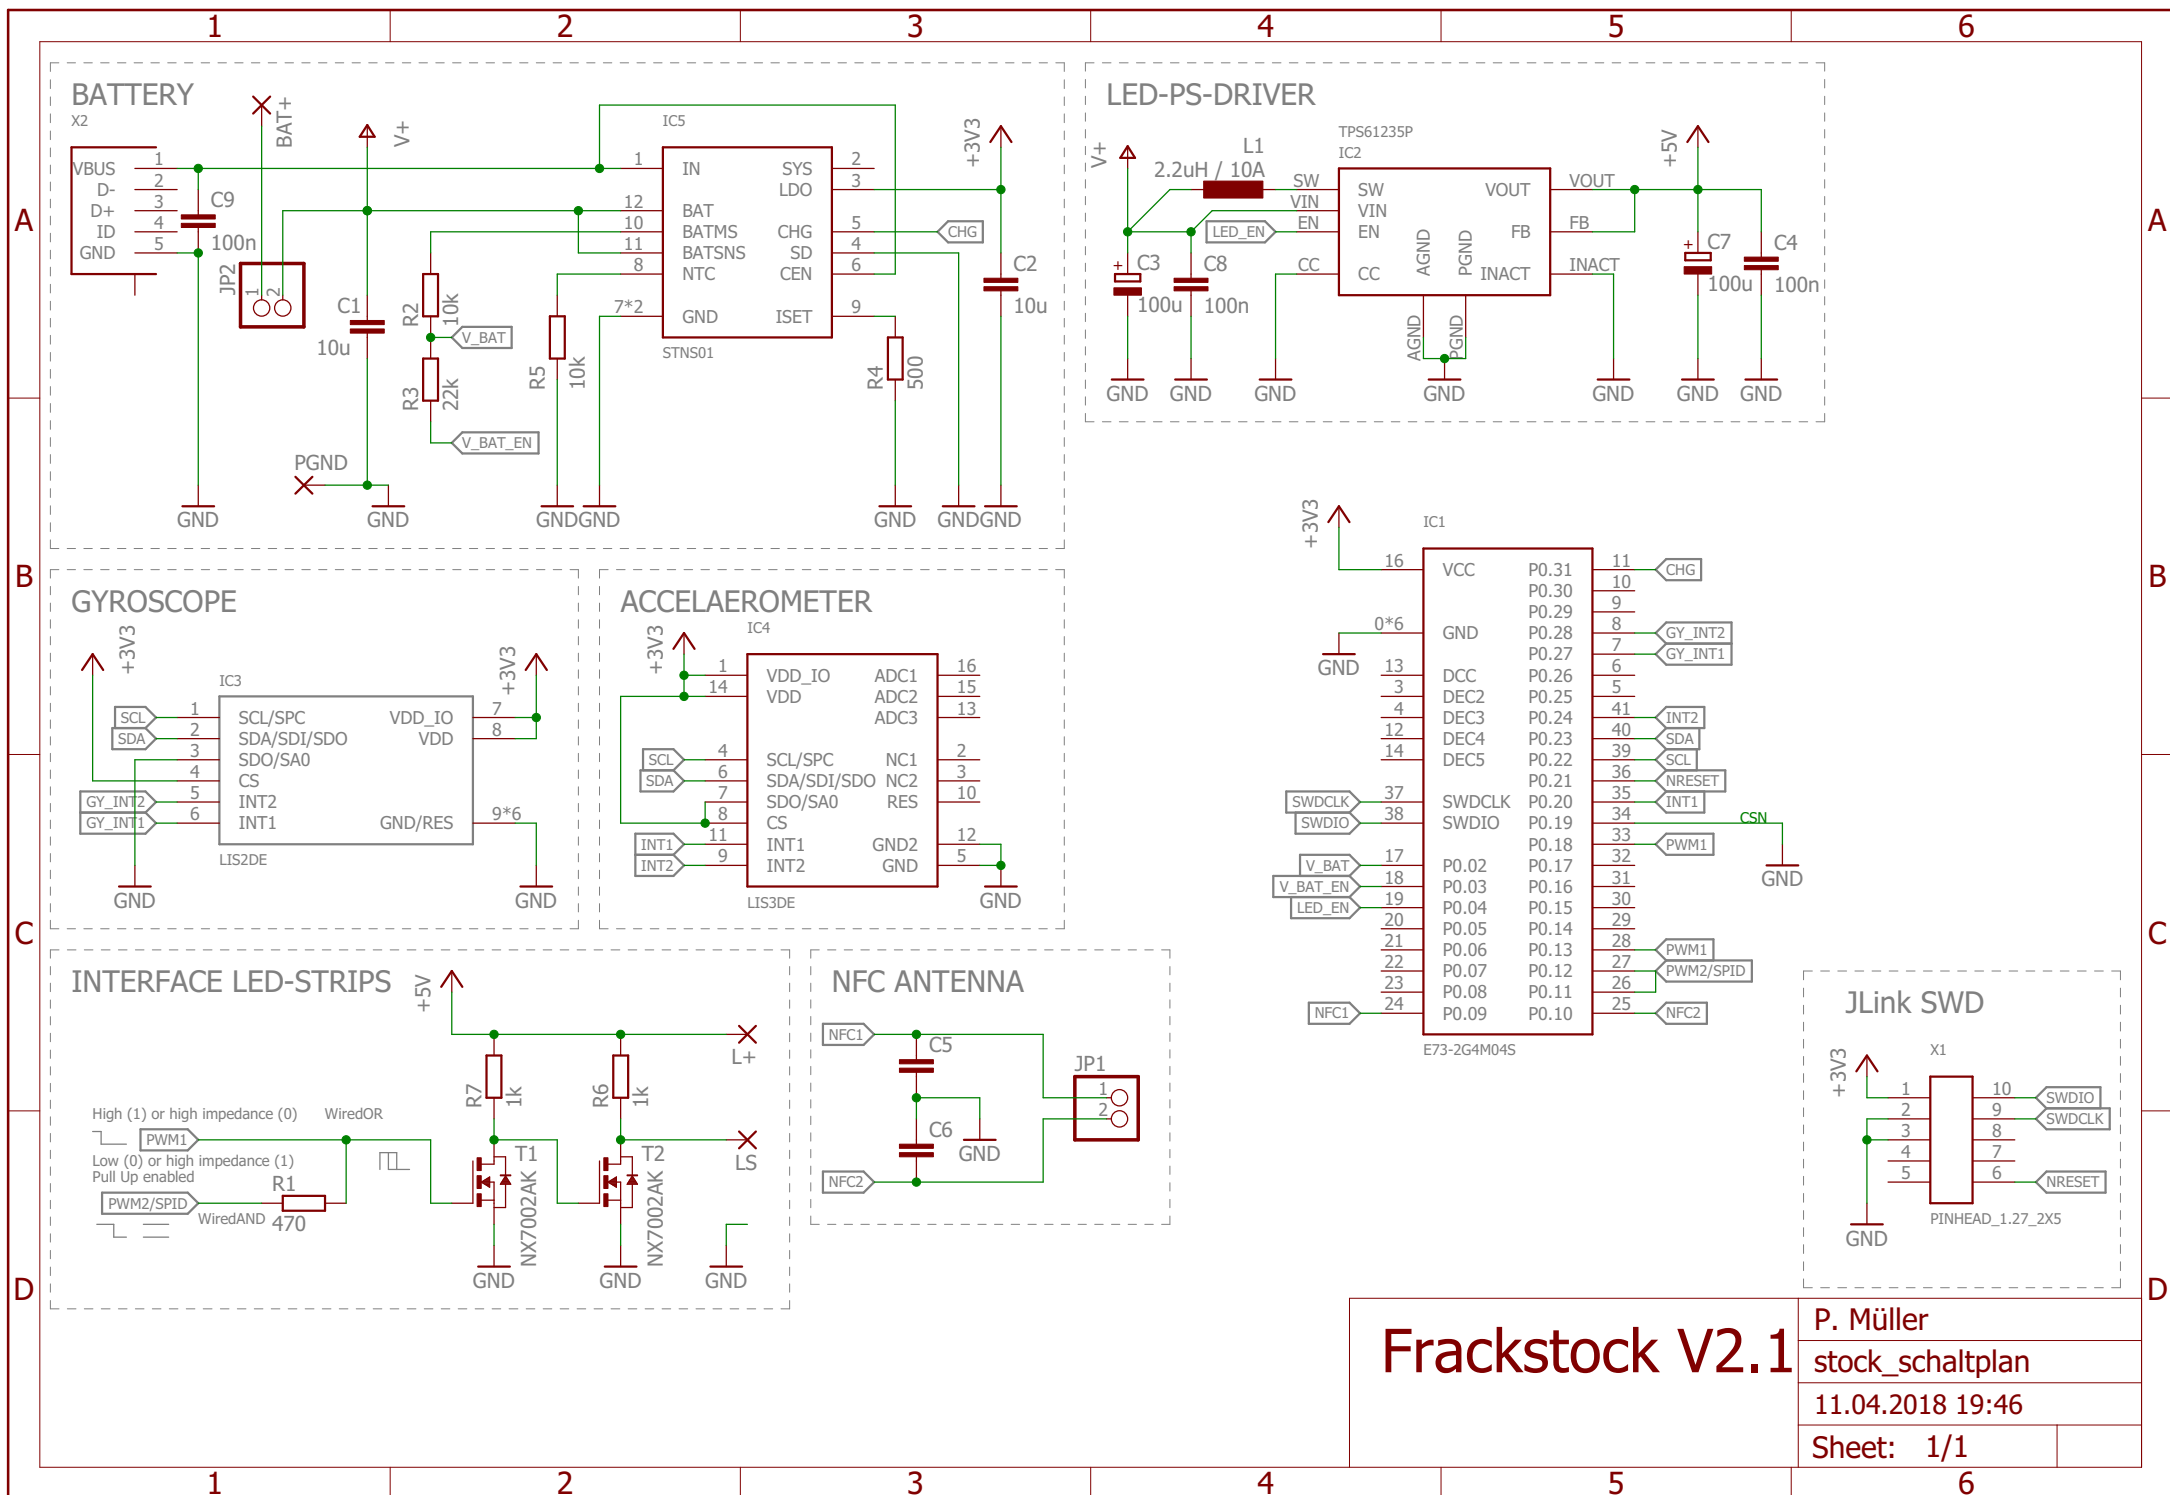 1 2 3 4 5 6
A
B
C
D
A
B
C
D
BATTERY
X2
VBUS 1
D- 2
D+ 3
ID 4
GND 5
C9
100n
BAT+
V+
JP2
1
2
C1
10u
PGND
GND
GND
R2
10k
V_BAT
R3
22k
V_BAT_EN
R5
10k
GND
GND
IC5
1 IN SYS 2
LDO 3
12 BAT
10 BATMS CHG 5
CHG
11 BATSNS SD 4
8 NTC CEN 6
7*2 GND ISET 9
STNS01
R4
500
+3V3
C2
10u
GND
GND
GND
LED-PS-DRIVER
V+
L1
2.2uH / 10A
TPS61235P
IC2
SW SW VOUT VOUT
VIN VIN
LED_EN EN EN FB FB
CC CC INACT INACT
AGND PGND
AGND PGND
+ C3
100u
C8
100n
+5V
+ C7
100u
C4
100n
GND GND GND GND GND GND GND
GYROSCOPE
+3V3
+3V3
IC3
SCL 1 SCL/SPC VDD_IO 7
SDA 2 SDA/SDI/SDO VDD 8
3 SDO/SA0
4 CS
GY_INT2 5 INT2
GY_INT1 6 INT1 GND/RES 9*6
LIS2DE
GND
GND
ACCELAEROMETER
IC4
+3V3
1 VDD_IO ADC1 16
14 VDD ADC2 15
ADC3 13
SCL 4 SCL/SPC NC1 2
SDA 6 SDA/SDI/SDO NC2 3
7 SDO/SA0 RES 10
8 CS
INT1 11 INT1 GND2 12
INT2 9 INT2 GND 5
LIS3DE
GND
IC1
+3V3
16 VCC P0.31 11 CHG
P0.30 10
P0.29 9
0*6 GND P0.28 8 GY_INT2
GND
P0.27 7 GY_INT1
13 DCC P0.26 6
3 DEC2 P0.25 5
4 DEC3 P0.24 41 INT2
12 DEC4 P0.23 40 SDA
14 DEC5 P0.22 39 SCL
P0.21 36 NRESET
SWDCLK 37 SWDCLK P0.20 35 INT1
SWDIO 38 SWDIO P0.19 34 CSN
P0.18 33 PWM1
V_BAT 17 P0.02 P0.17 32
V_BAT_EN 18 P0.03 P0.16 31
LED_EN 19 P0.04 P0.15 30
20 P0.05 P0.14 29
21 P0.06 P0.13 28 PWM1
22 P0.07 P0.12 27 PWM2/SPID
23 P0.08 P0.11 26
NFC1 24 P0.09 P0.10 25 NFC2
E73-2G4M04S
GND
INTERFACE LED-STRIPS
+5V
L+
R7
1k
R6
1k
High (1) or high impedance (0) WiredOR
PWM1
Low (0) or high impedance (1)
Pull Up enabled
PWM2/SPID
WiredAND
R1
470
T1
NX7002AK
T2
NX7002AK
LS
GND
GND
GND
NFC ANTENNA
NFC1
C5
C6
GND
NFC2
JP1
1
2
JLink SWD
+3V3
X1
1 10 SWDIO
2 9 SWDCLK
3 8
4 7
5 6 NRESET
PINHEAD_1.27_2X5
GND
Frackstock V2.1
P. Müller
stock_schaltplan
11.04.2018 19:46
Sheet: 1/1
1 2 3 4 5 6